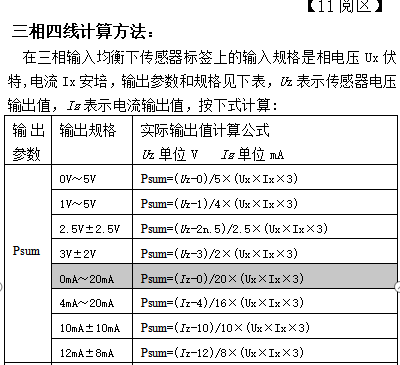 【11 阅区】
三相四线计算方法：
在三相输入均衡下传感器标签上的输入规格是相电压 Ux 伏
特,电流 Ix 安培，输出参数和规格见下表，Uz 表示传感器电压
输出值，Iz 表示电流输出值，按下式计算：
输 出 参数 输出规格 实际输出值计算公式
Uz 单位 V Iz 单位 mA
Psum
0V～5V Psum=(Uz-0)/5×(Ux×Ix×3)
1V～5V Psum=(Uz-1)/4×(Ux×Ix×3)
2.5V±2.5V Psum=(Uz-2n.5)/2.5×(Ux×Ix×3)
3V±2V Psum=(Uz-3)/2×(Ux×Ix×3)
0mA～20mA Psum=(Iz-0)/20×(Ux×Ix×3)
4mA～20mA Psum=(Iz-4)/16×(Ux×Ix×3)
10mA±10mA Psum=(Iz-10)/10×(Ux×Ix×3)
12mA±8mA Psum=(Iz-12)/8×(Ux×Ix×3)